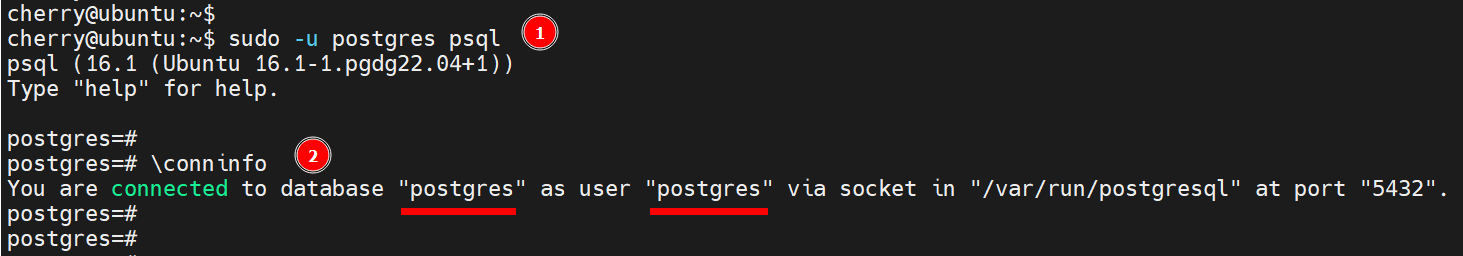 cherry@ubuntu:~$
cherry@ubuntu:~$ sudo -u postgres psql 1
psql (16.1 (Ubuntu 16.1-1.pgdg22.04+1))
Type "help" for help.
postgres=#
postgres=# \conninfo 2
You are connected to database "postgres" as user "postgres" via socket in "/var/run/postgresql" at port "5432".
postgres=#
postgres=#